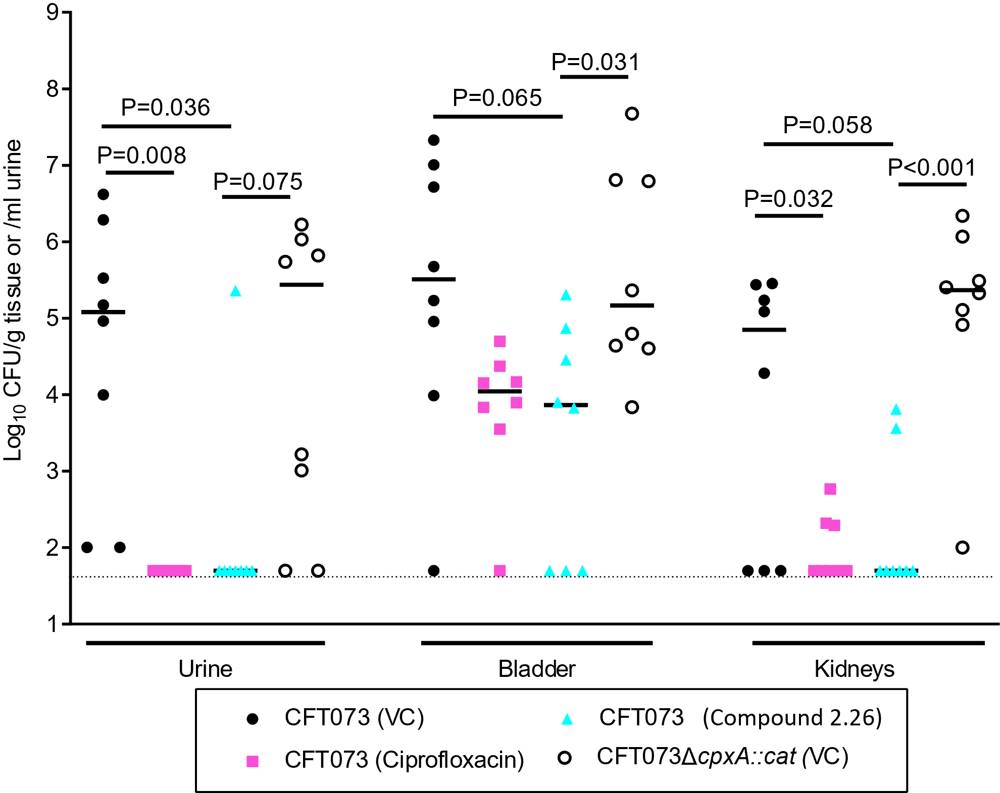 9
8
7
6
5
4
3
2
1
Log10 CFU/g tissue or /ml urine
P=0.036
P=0.008
P=0.075
P=0.065
P=0.031
P=0.058
P=0.032
P<0.001
Urine
Bladder
Kidneys
CFT073 (VC)
CFT073 (Compound 2.26)
CFT073 (Ciprofloxacin)
CFT073ΔcpxA::cat (VC)